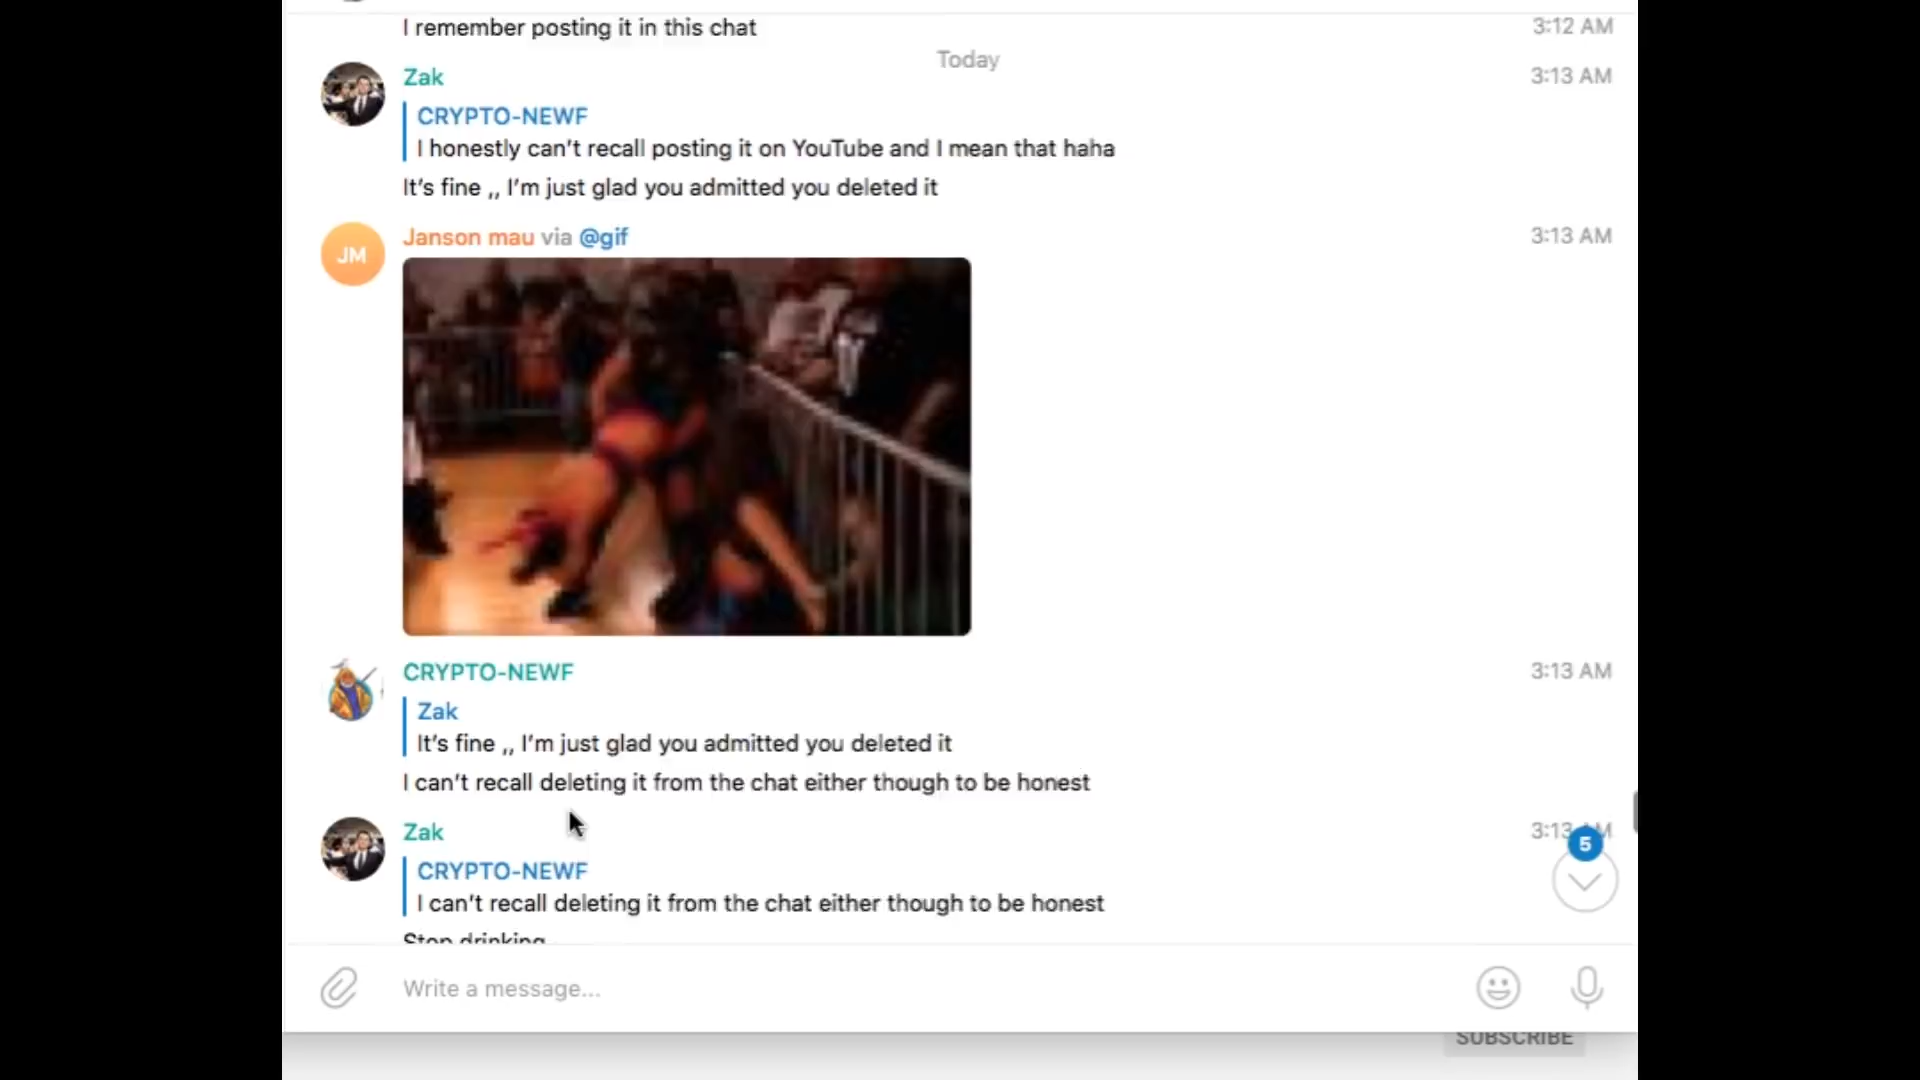 I remember posting it in this chat
3:12 AM
Today
Zak
3:13 AM
CRYPTO-NEWF
I honestly can't recall posting it on YouTube and I mean that haha
It's fine ,, I'm just glad you admitted you deleted it
JM
Janson mau via @gif
3:13 AM
CRYPTO-NEWF
3:13 AM
Zak
It's fine ,, I'm just glad you admitted you deleted it
I can't recall deleting it from the chat either though to be honest
Zak
3:13 AM
5
CRYPTO-NEWF
I can't recall deleting it from the chat either though to be honest
Stop drinking
Write a message...
SUBSCRIBE